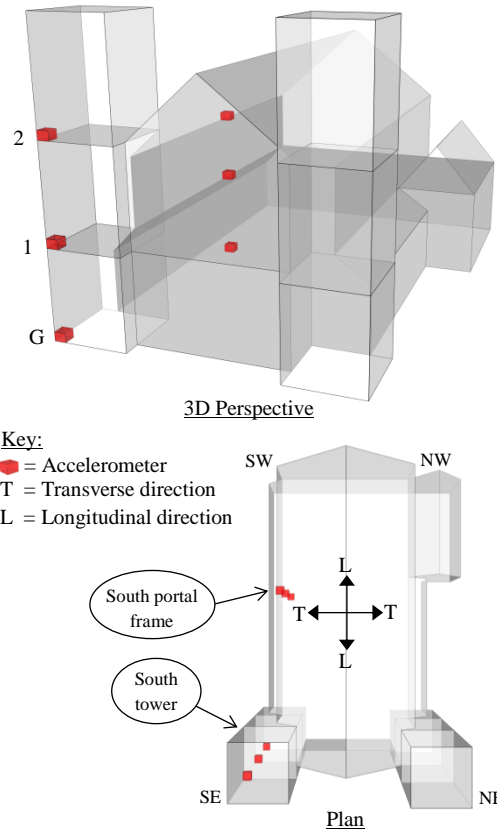 2
1
G
3D Perspective
Key:
= Accelerometer
T = Transverse direction
L = Longitudinal direction
SW
NW
L
T
T
L
South portal
frame
South
tower
SE
NE
Plan